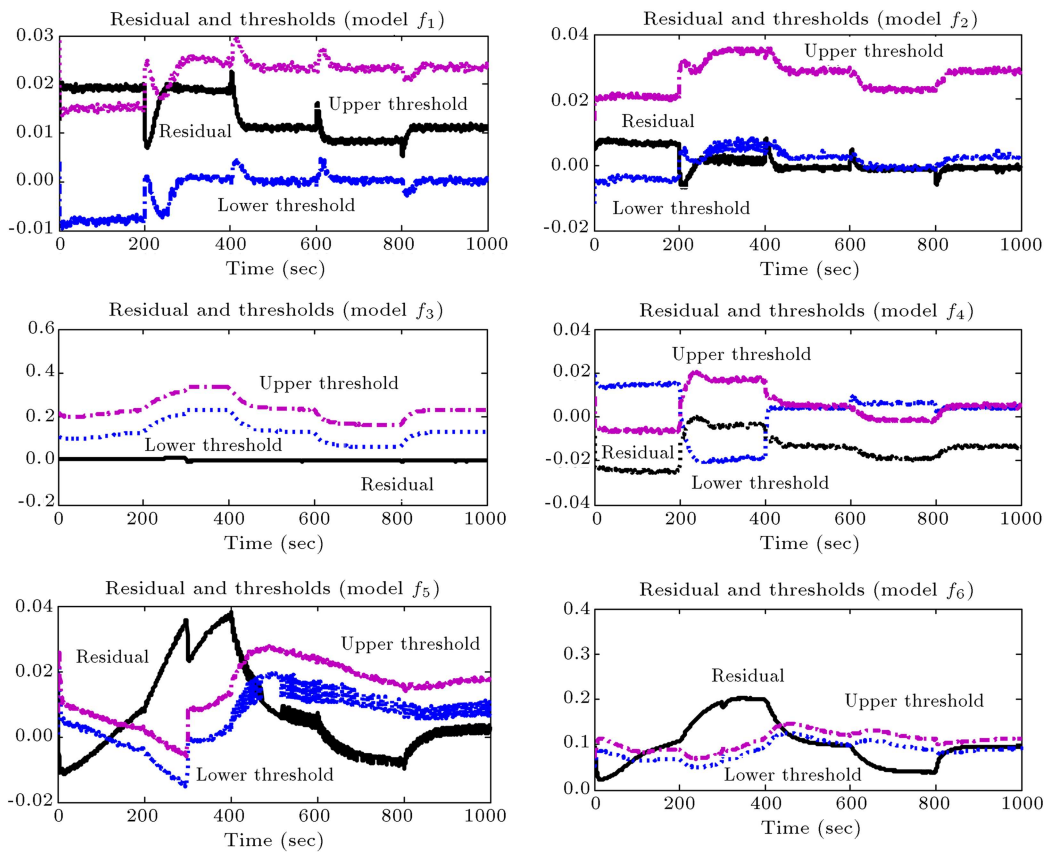 Residual and thresholds (model f₁)
0.03
0.02
0.01
0.00
-0.01
Upper threshold
Residual
Lower threshold
0 200 400 600 800 1000
Time (sec)
Residual and thresholds (model f₂)
0.04
0.02
0.00
-0.02
Upper threshold
Residual
Lower threshold
0 200 400 600 800 1000
Time (sec)
Residual and thresholds (model f₃)
0.6
0.4
0.2
0.0
-0.2
Upper threshold
Lower threshold
Residual
0 200 400 600 800 1000
Time (sec)
Residual and thresholds (model f₄)
0.04
0.02
0.00
-0.02
-0.04
Upper threshold
Residual
Lower threshold
0 200 400 600 800 1000
Time (sec)
Residual and thresholds (model f₅)
0.04
0.02
0.00
-0.02
Residual
Upper threshold
Lower threshold
0 200 400 600 800 1000
Time (sec)
Residual and thresholds (model f₆)
0.4
0.3
0.2
0.1
0.0
Residual
Upper threshold
Lower threshold
0 200 400 600 800 1000
Time (sec)